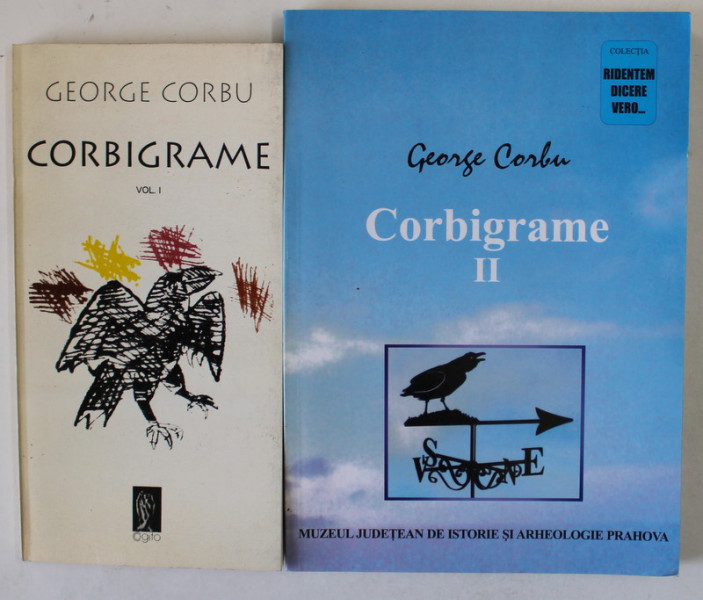 GEORGE CORBU
CORBIGRAME
VOL. I
COLECȚIA
RIDENTEM
DICERE
VERO...
George Corbu
Corbigrame
II
V S N E
MUZEUL JUDEȚEAN DE ISTORIE ȘI ARHEOLOGIE PRAHOVA